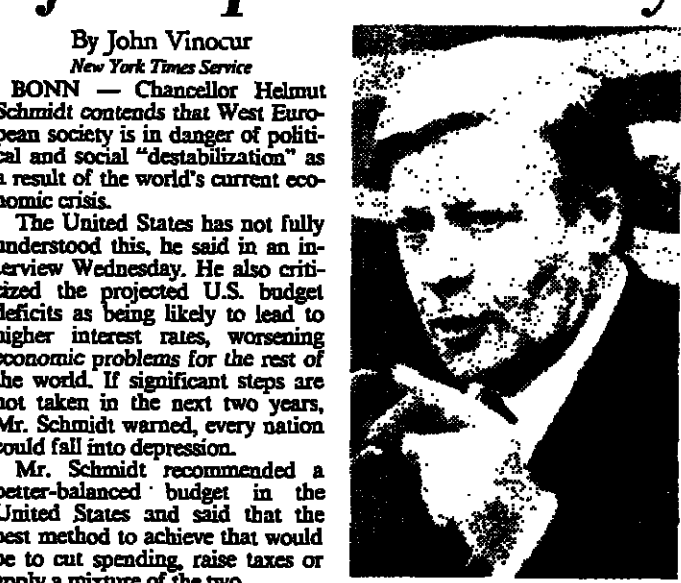 By John Vinocur
New York Times Service
BONN — Chancellor Helmut
Schmidt contends that West Euro-
pean society is in danger of politi-
cal and social "destabilization" as
a result of the world's current eco-
nomic crisis.
The United States has not fully
understood this, he said in an in-
terview Wednesday. He also criti-
cized the projected U.S. budget
deficits as being likely to lead to
higher interest rates, worsening
economic problems for the rest of
the world. If significant steps are
not taken in the next two years,
Mr. Schmidt warned, every nation
could fall into depression.
Mr. Schmidt recommended a
better-balanced budget in the
United States and said that the
best method to achieve that would
be to cut spending, raise taxes or
apply a mixture of the two.